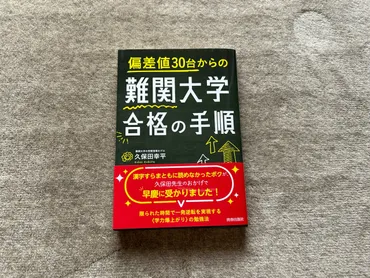 偏差値30台からの
難関大学
合格の手順
久保田幸平
漢字すらまともに読めなかったボクが
久保田先生のおかげで
早慶に受かりました!
限られた時間で一発逆転を実現する
〈学力爆上がり〉の勉強法